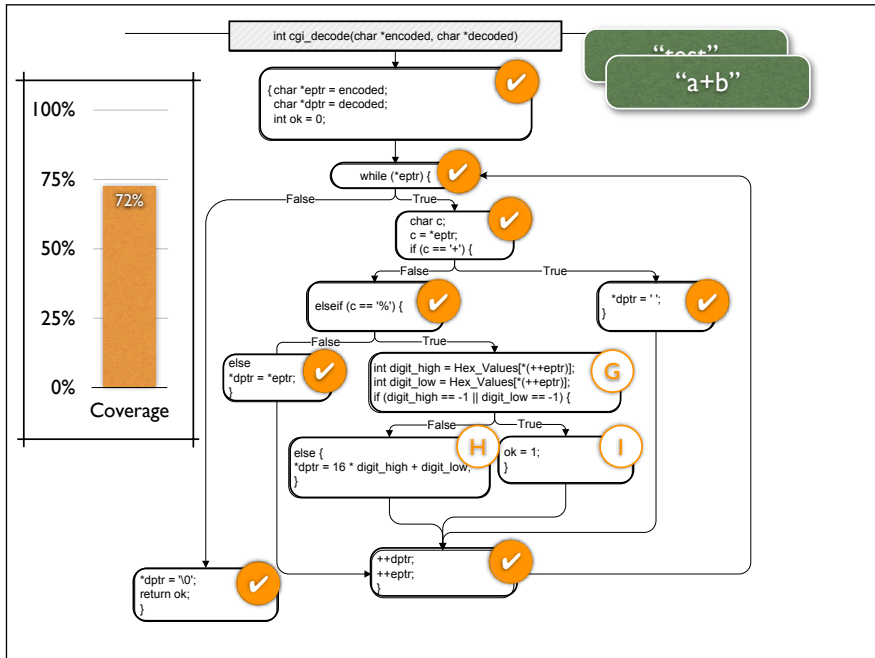 int cgi_decode(char *encoded, char *decoded)
“test”
“a+b”
{ char *eptr = encoded;
char *dptr = decoded;
int ok = 0;
100%
75%
72%
50%
25%
0%
Coverage
while (*eptr) {
False
True
char c;
c = *eptr;
if (c == '+') {
False
True
elseif (c == '%') {
*dptr = ' ';
}
False
True
else
*dptr = *eptr;
}
int digit_high = Hex_Values[*(++eptr)];
int digit_low = Hex_Values[*(++eptr)];
if (digit_high == -1 || digit_low == -1) {
G
False
True
else {
*dptr = 16 * digit_high + digit_low;
}
H
ok = 1;
}
I
*dptr = '\0';
return ok;
}
++dptr;
++eptr;
}